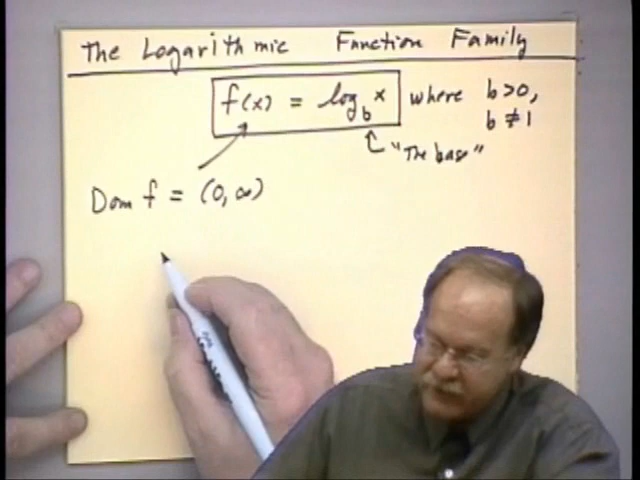 The Logarithmic Function Family
f(x) = log_b x where b > 0,
b ≠ 1
"The base"
Dom f = (0, ∞)